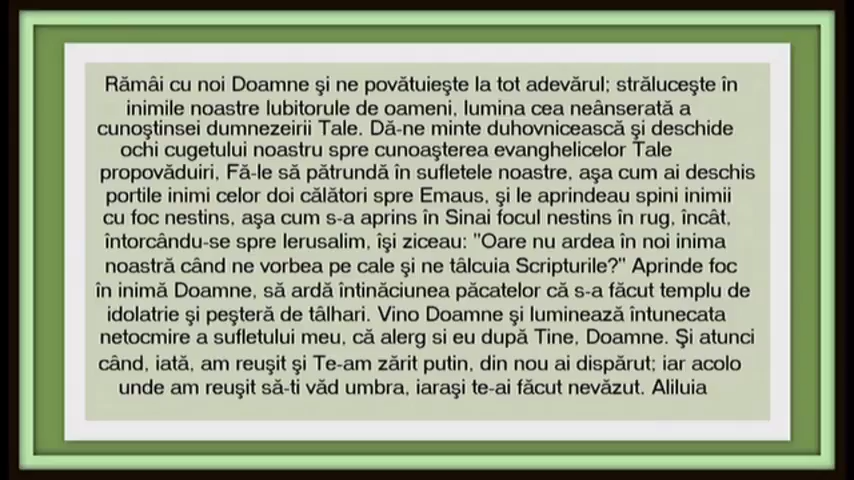 Rămâi cu noi Doamne şi ne povăţuieşte la tot adevărul; străluceşte în
inimile noastre Iubitorule de oameni, lumina cea neânserată a
cunoştinsei dumnezeirii Tale. Dă-ne minte duhovnicească şi deschide
ochi cugetului noastru spre cunoaşterea evanghelicelor Tale
propovăduiri, Fă-le să pătrundă în sufletele noastre, aşa cum ai deschis
portile inimi celor doi călători spre Emaus, şi le aprindeau spini inimii
cu foc nestins, aşa cum s-a aprins în Sinai focul nestins în rug, încât,
întorcându-se spre Ierusalim, îşi ziceau: "Oare nu ardea în noi inima
noastră când ne vorbea pe cale şi ne tâlcuia Scripturile?" Aprinde foc
în inimă Doamne, să ardă întinăciunea păcatelor că s-a făcut templu de
idolatrie şi peşteră de tâlhari. Vino Doamne şi luminează întunecata
netocmire a sufletului meu, că alerg si eu după Tine, Doamne. Şi atunci
când, iată, am reuşit şi Te-am zărit putin, din nou ai dispărut; iar acolo
unde am reuşit să-ti văd umbra, iaraşi te-ai făcut nevăzut. Aliluia